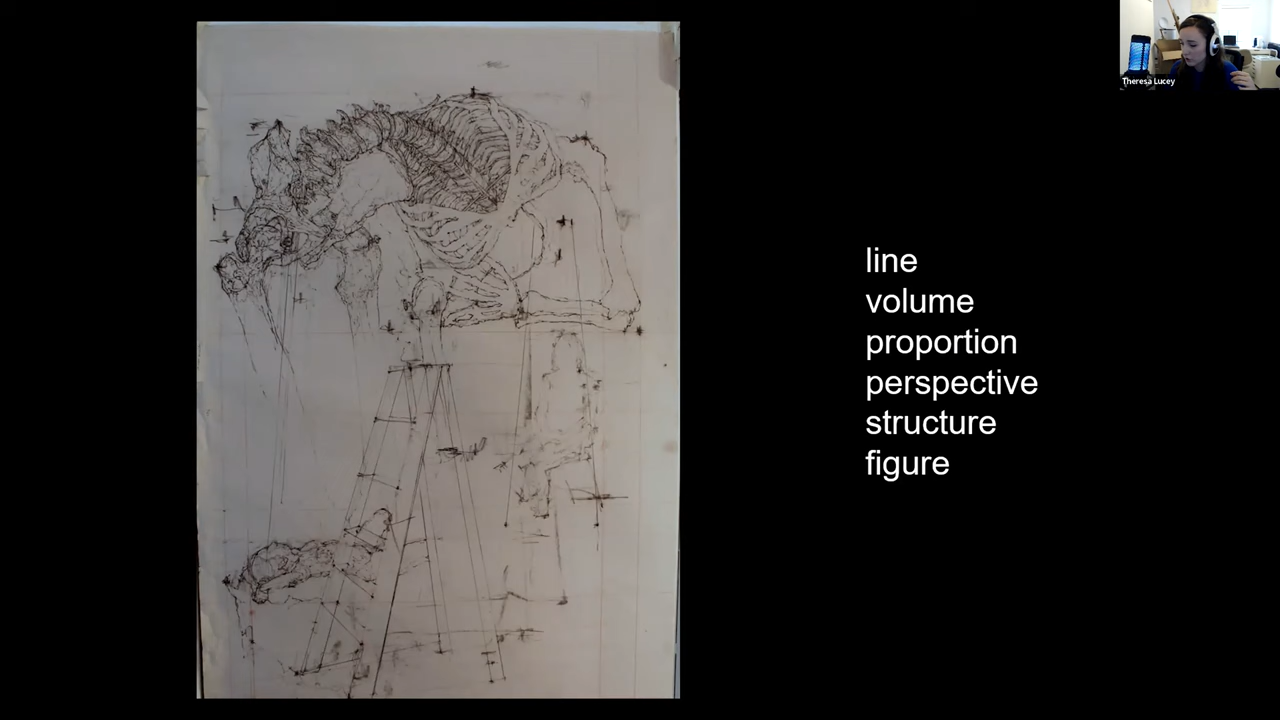 Theresa Lucey
line
volume
proportion
perspective
structure
figure